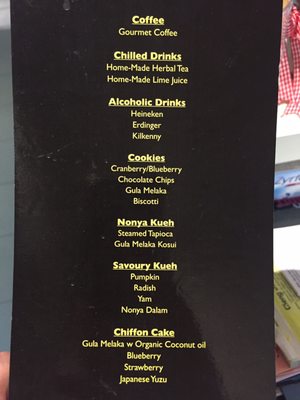 Coffee
Gourmet Coffee
Chilled Drinks
Home-Made Herbal Tea
Home-Made Lime Juice
Alcoholic Drinks
Heineken
Erdinger
Kilkenny
Cookies
Cranberry/Blueberry
Chocolate Chips
Gula Melaka
Biscotti
Nonya Kueh
Steamed Tapioca
Gula Melaka Kosui
Savoury Kueh
Pumpkin
Radish
Yam
Nonya Dalam
Chiffon Cake
Gula Melaka w Organic Coconut oil
Blueberry
Strawberry
Japanese Yuzu